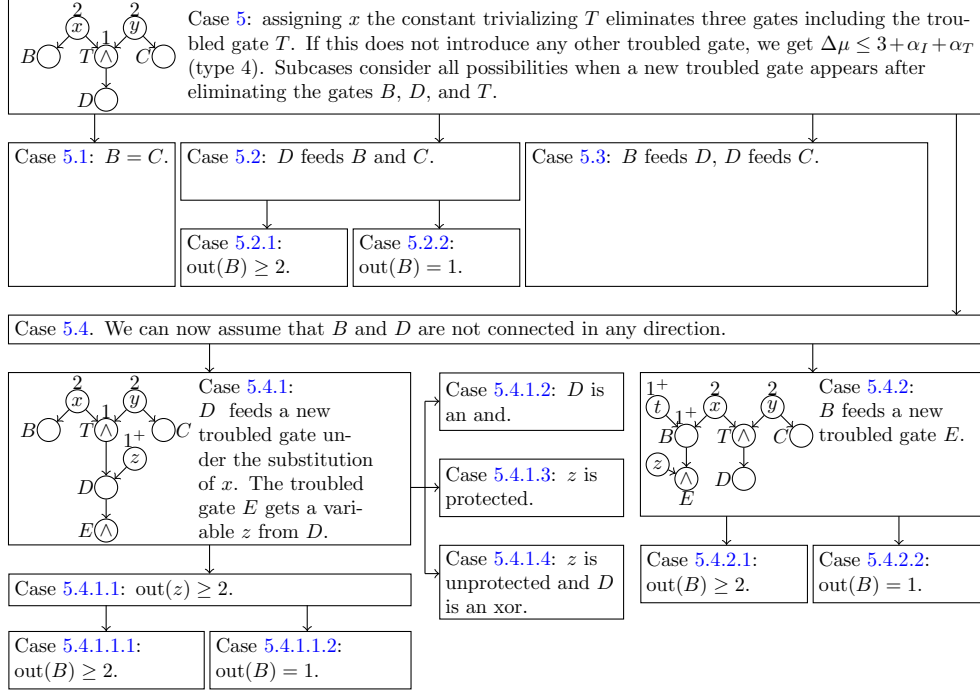 2
2
x
1
y
B
T
∧
C
D
Case 5: assigning x the constant trivializing T eliminates three gates including the trou-
bled gate T. If this does not introduce any other troubled gate, we get Δμ ≤ 3+α_I+α_T
(type 4). Subcases consider all possibilities when a new troubled gate appears after
eliminating the gates B, D, and T.
Case 5.1: B = C.
Case 5.2: D feeds B and C.
Case 5.3: B feeds D, D feeds C.
Case 5.2.1:
out(B) ≥ 2.
Case 5.2.2:
out(B) = 1.
Case 5.4. We can now assume that B and D are not connected in any direction.
2
2
x
1
y
B
T
∧
C
1⁺
z
D
E
∧
Case 5.4.1:
D feeds a new
troubled gate un-
der the substitution
of x. The troubled
gate E gets a vari-
able z from D.
Case 5.4.1.2: D is
an and.
Case 5.4.1.3: z is
protected.
Case 5.4.1.4: z is
unprotected and D
is an xor.
1⁺
2
2
t
1⁺
x
y
B
T
∧
C
z
∧
D
E
Case 5.4.2:
B feeds a new
troubled gate E.
Case 5.4.2.1:
out(B) ≥ 2.
Case 5.4.2.2:
out(B) = 1.
Case 5.4.1.1: out(z) ≥ 2.
Case 5.4.1.1.1:
out(B) ≥ 2.
Case 5.4.1.1.2:
out(B) = 1.